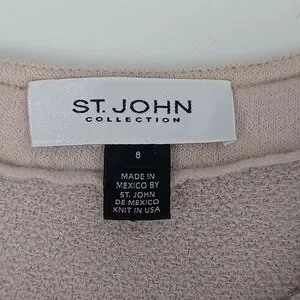 ST. JOHN
COLLECTION
8
MADE IN
MEXICO BY
ST. JOHN
DE MEXICO
KNIT IN USA